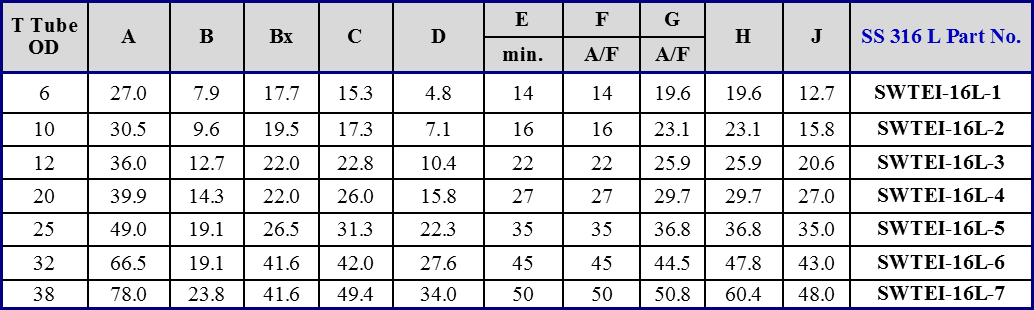 T Tube OD A B Bx C D E F G H J SS 316 L Part No.
min. A/F A/F
6 27.0 7.9 17.7 15.3 4.8 14 14 19.6 19.6 12.7 SWTEI-16L-1
10 30.5 9.6 19.5 17.3 7.1 16 16 23.1 23.1 15.8 SWTEI-16L-2
12 36.0 12.7 22.0 22.8 10.4 22 22 25.9 25.9 20.6 SWTEI-16L-3
20 39.9 14.3 22.0 26.0 15.8 27 27 29.7 29.7 27.0 SWTEI-16L-4
25 49.0 19.1 26.5 31.3 22.3 35 35 36.8 36.8 35.0 SWTEI-16L-5
32 66.5 19.1 41.6 42.0 27.6 45 45 44.5 47.8 43.0 SWTEI-16L-6
38 78.0 23.8 41.6 49.4 34.0 50 50 50.8 60.4 48.0 SWTEI-16L-7